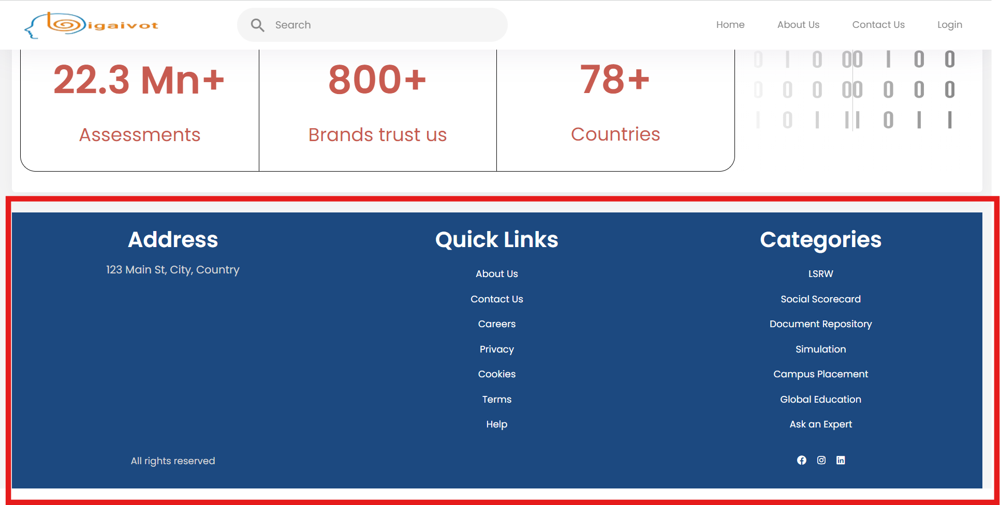 igaivot
Search
Home
About Us
Contact Us
Login
22.3 Mn+
800+
78+
Assessments
Brands trust us
Countries
0 1 0 00 1 0 0
0 0 0 00 0 0 0
1 0 1 11 0 1 1
Address
123 Main St, City, Country
Quick Links
About Us
Contact Us
Careers
Privacy
Cookies
Terms
Help
Categories
LSRW
Social Scorecard
Document Repository
Simulation
Campus Placement
Global Education
Ask an Expert
All rights reserved